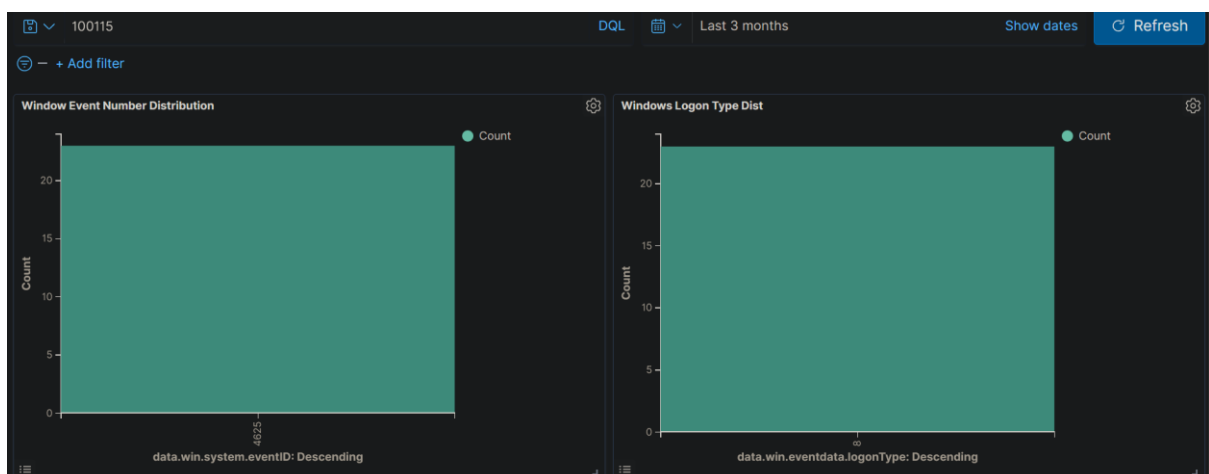 100115 DQL Last 3 months Show dates Refresh
+ Add filter
Window Event Number Distribution
Count
20
15
10
5
0
Count
4625
data.win.system.eventID: Descending
Windows Logon Type Dist
Count
20
15
10
5
0
Count
8
data.win.eventdata.logonType: Descending